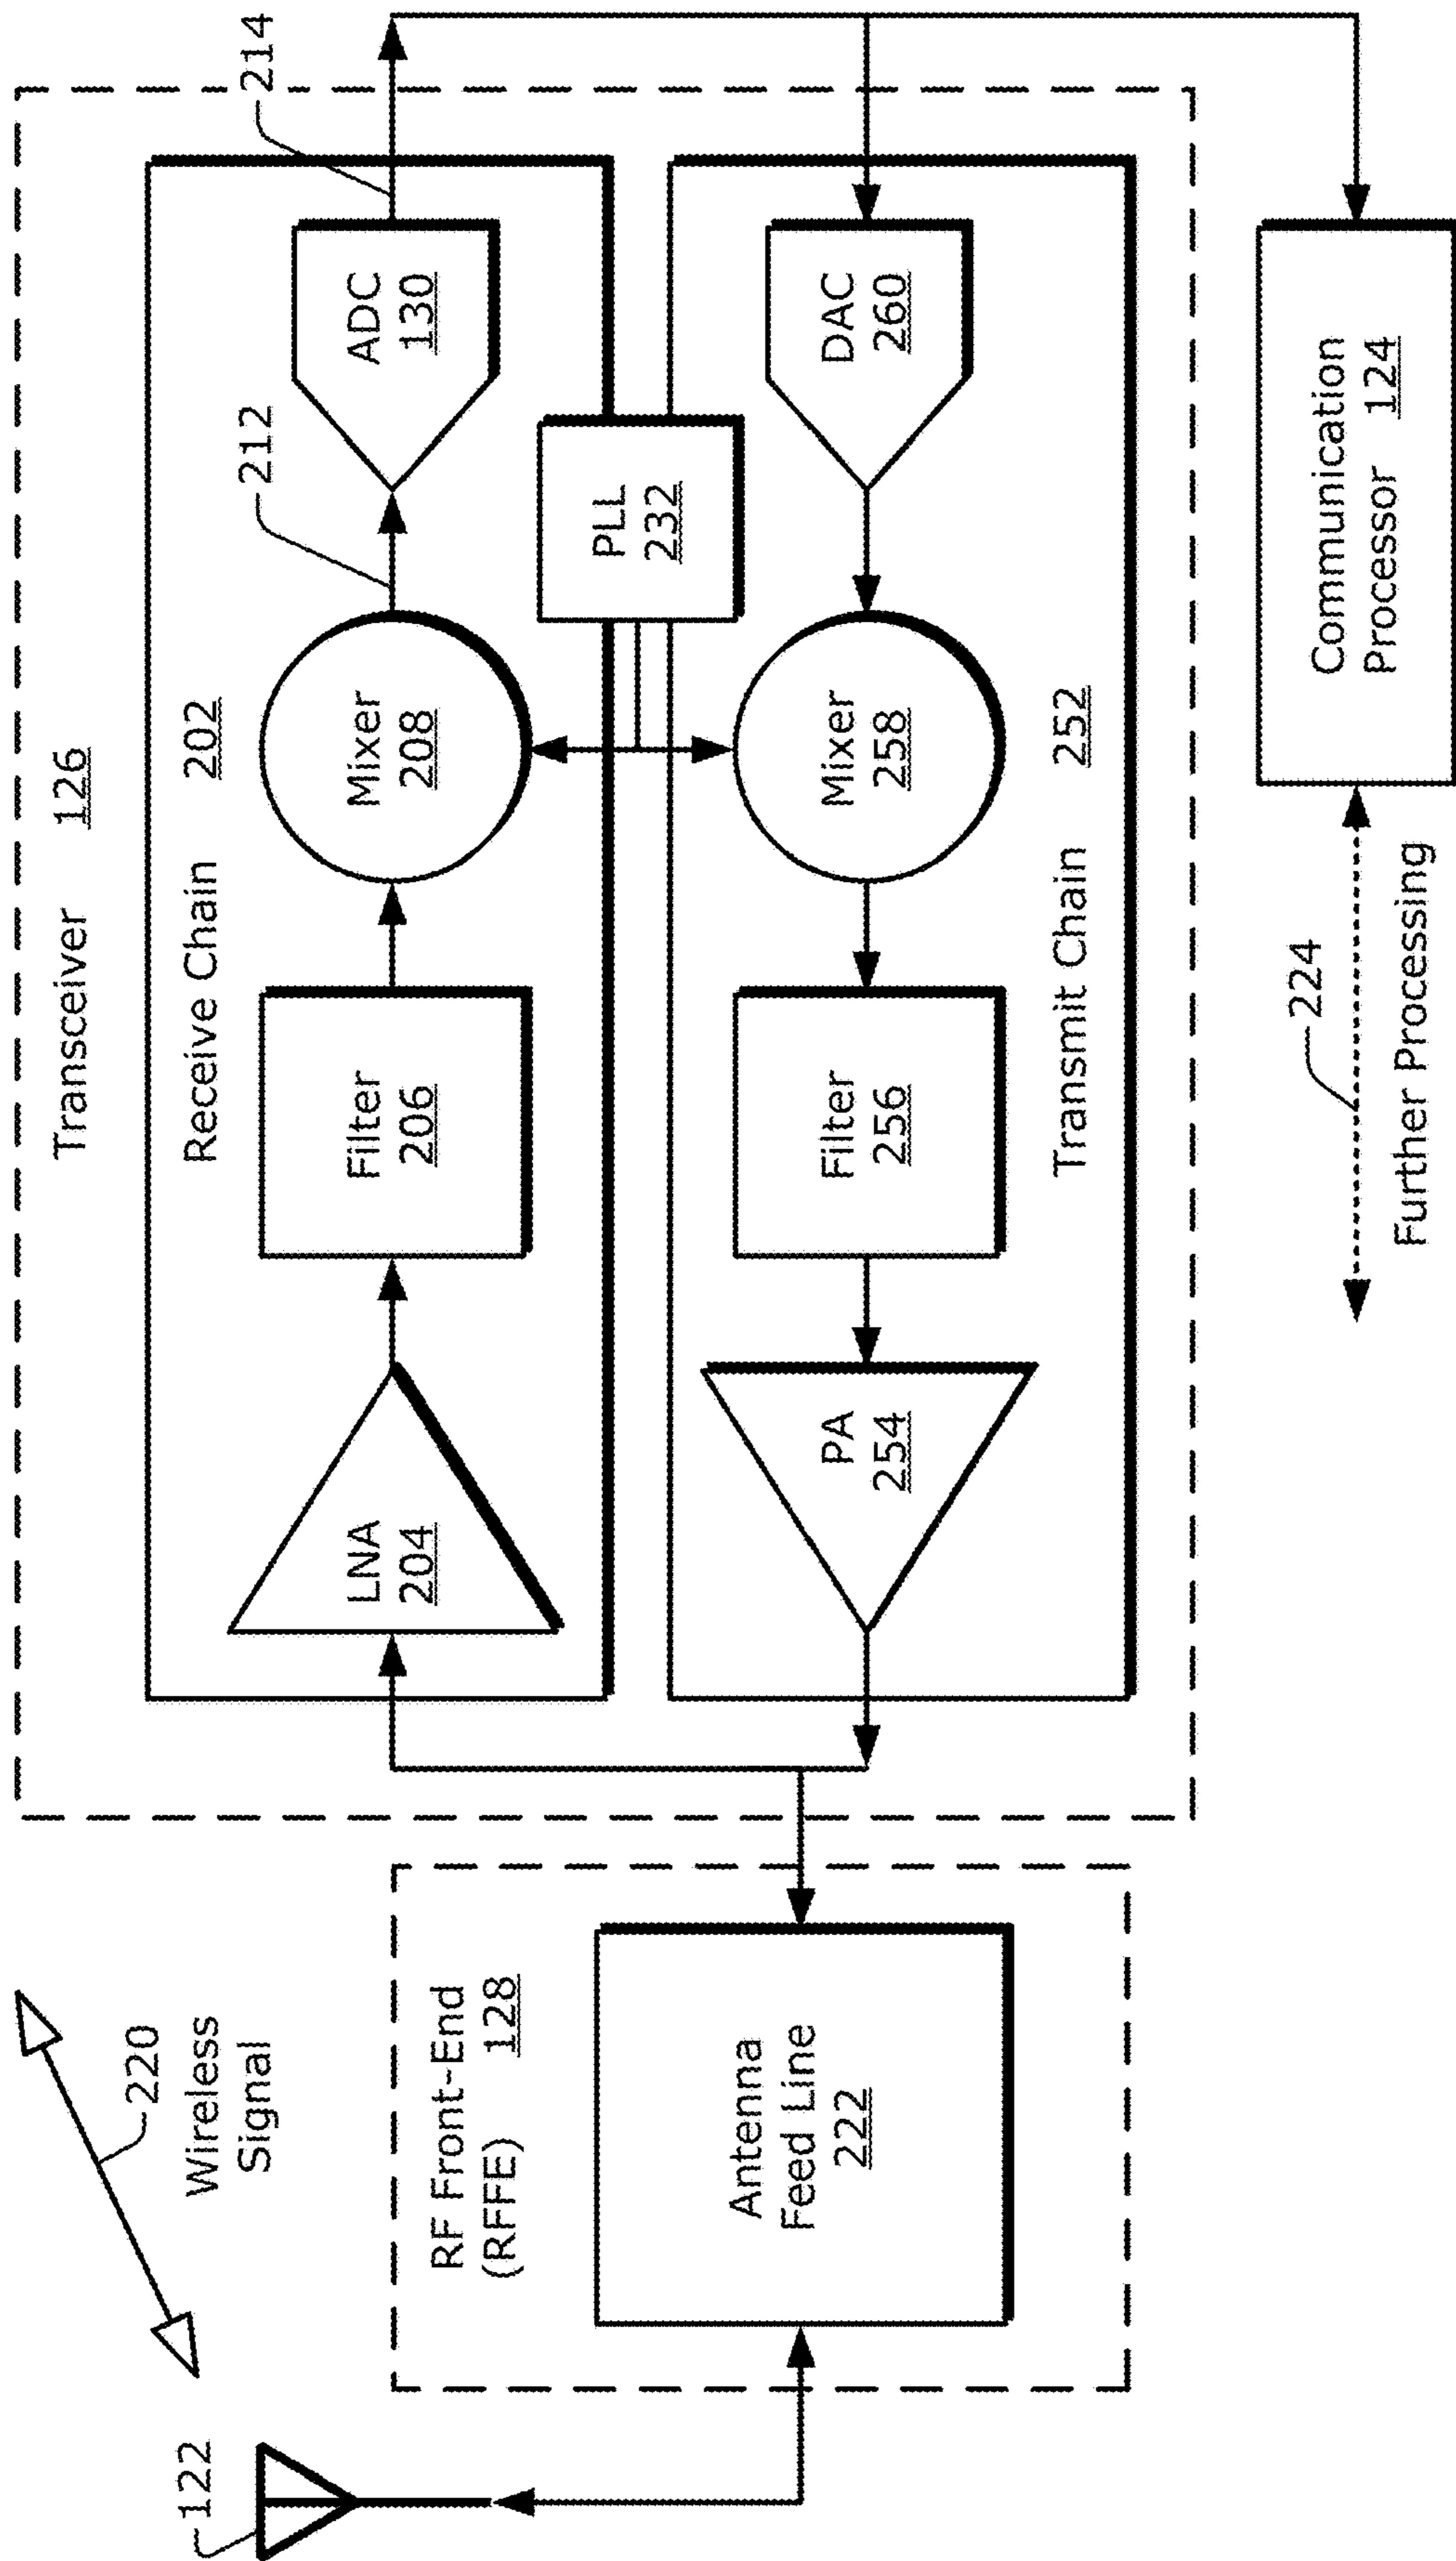 122
220
Wireless
Signal
RF Front-End
(RFFE) 128
Antenna
Feed Line
222
Transceiver 126
Receive Chain 202
LNA
204
Filter
206
Mixer
208
212
ADC
130
214
PLL
232
PA
254
Filter
256
Mixer
258
DAC
260
Transmit Chain 252
224
Further Processing
Communication
Processor 124